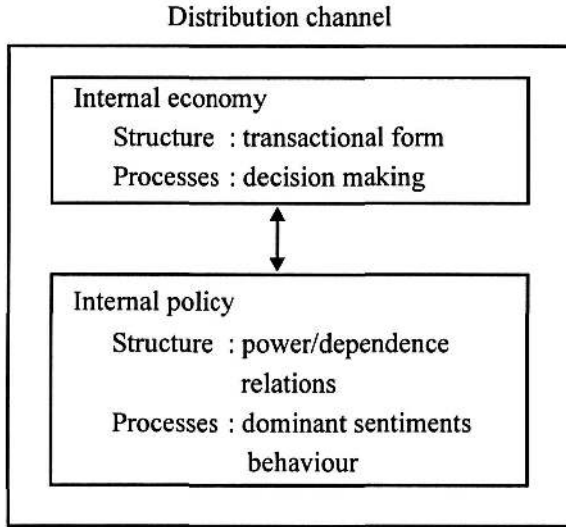 Distribution channel
Internal economy
Structure : transactional form
Processes : decision making
Internal policy
Structure : power/dependence
relations
Processes : dominant sentiments
behaviour